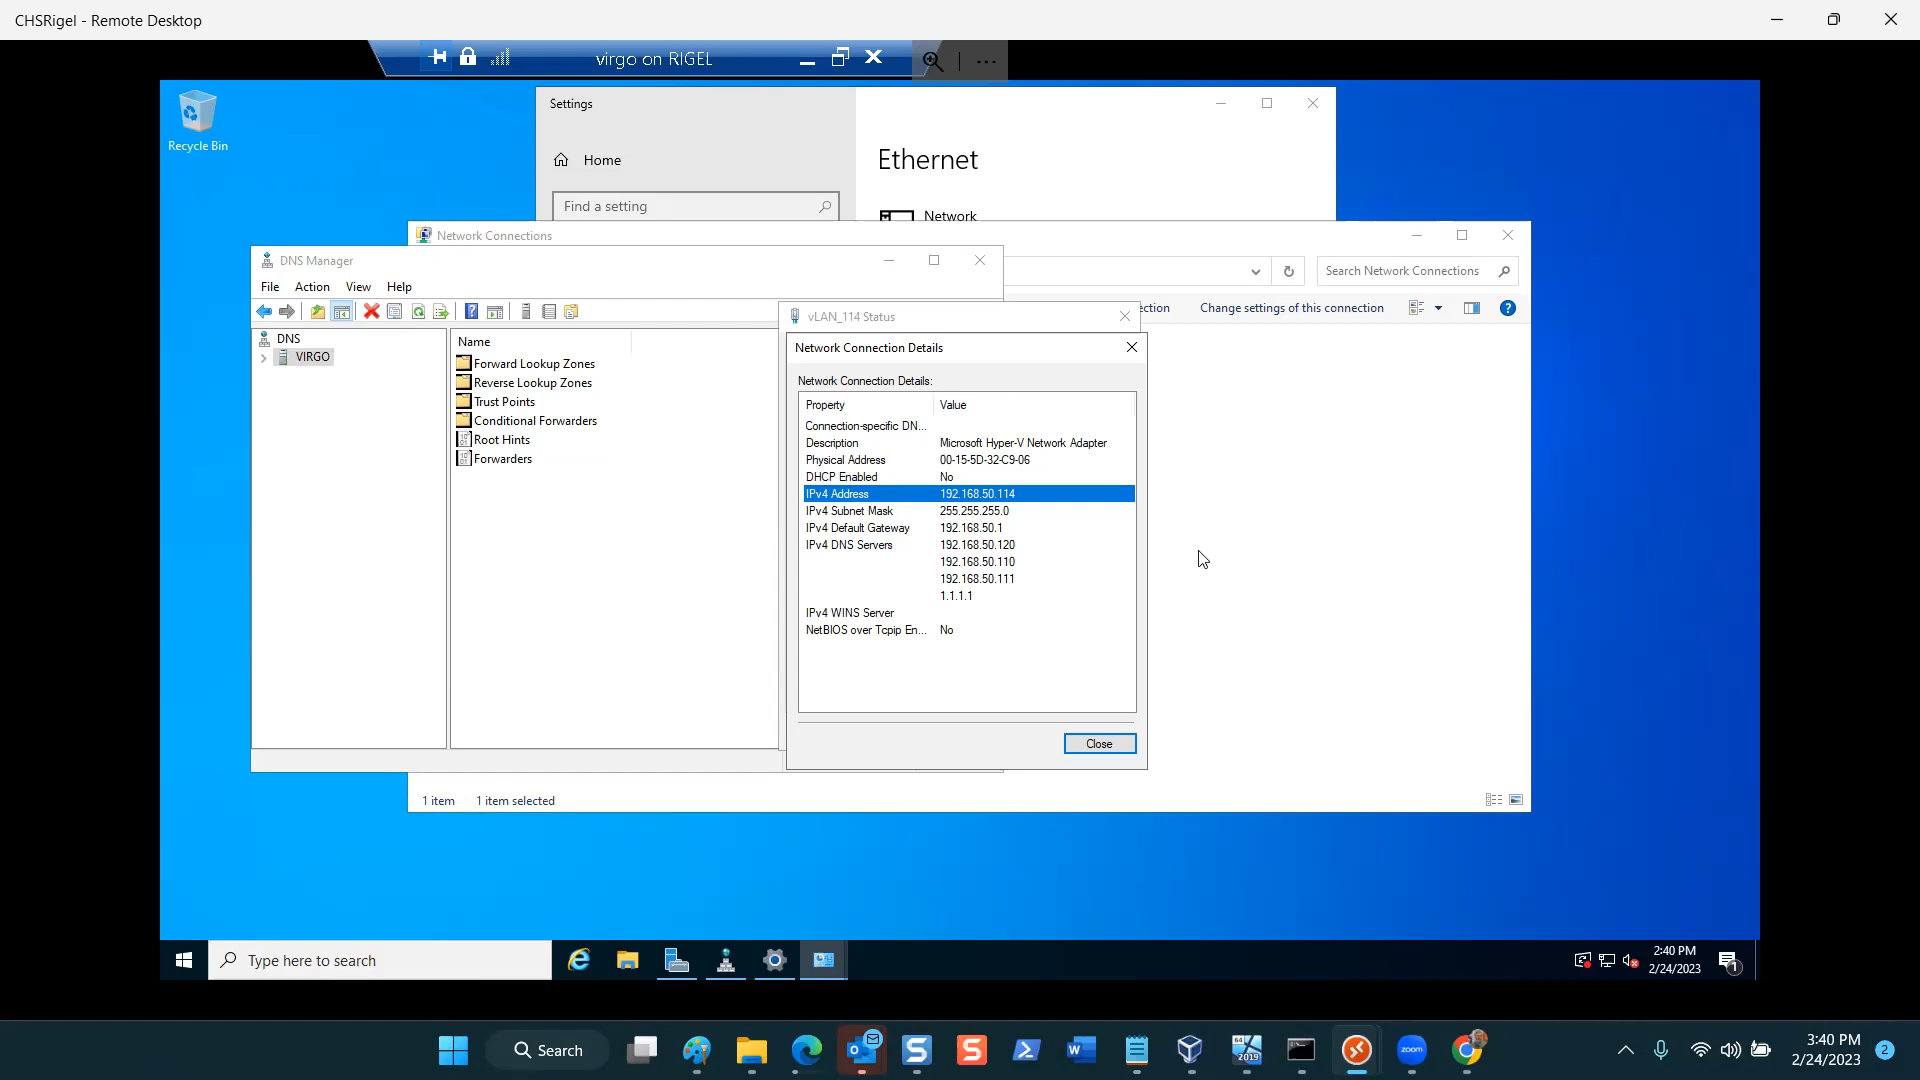 CHSRigel - Remote Desktop
virgo on RIGEL
Recycle Bin
Settings
Home
Find a setting
Ethernet
Network
Network Connections
Search Network Connections
ection
Change settings of this connection
DNS Manager
File Action View Help
DNS
VIRGO
Name
Forward Lookup Zones
Reverse Lookup Zones
Trust Points
Conditional Forwarders
Root Hints
Forwarders
vLAN_114 Status
Network Connection Details
Network Connection Details:
Property Value
Connection-specific DN...
Description Microsoft Hyper-V Network Adapter
Physical Address 00-15-5D-32-C9-06
DHCP Enabled No
IPv4 Address 192.168.50.114
IPv4 Subnet Mask 255.255.255.0
IPv4 Default Gateway 192.168.50.1
IPv4 DNS Servers 192.168.50.120
192.168.50.110
192.168.50.111
1.1.1.1
IPv4 WINS Server
NetBIOS over Tcpip En... No
Close
1 item 1 item selected
Type here to search
2:40 PM
2/24/2023
1
Search
64
2019
zoom
3:40 PM
2/24/2023
2